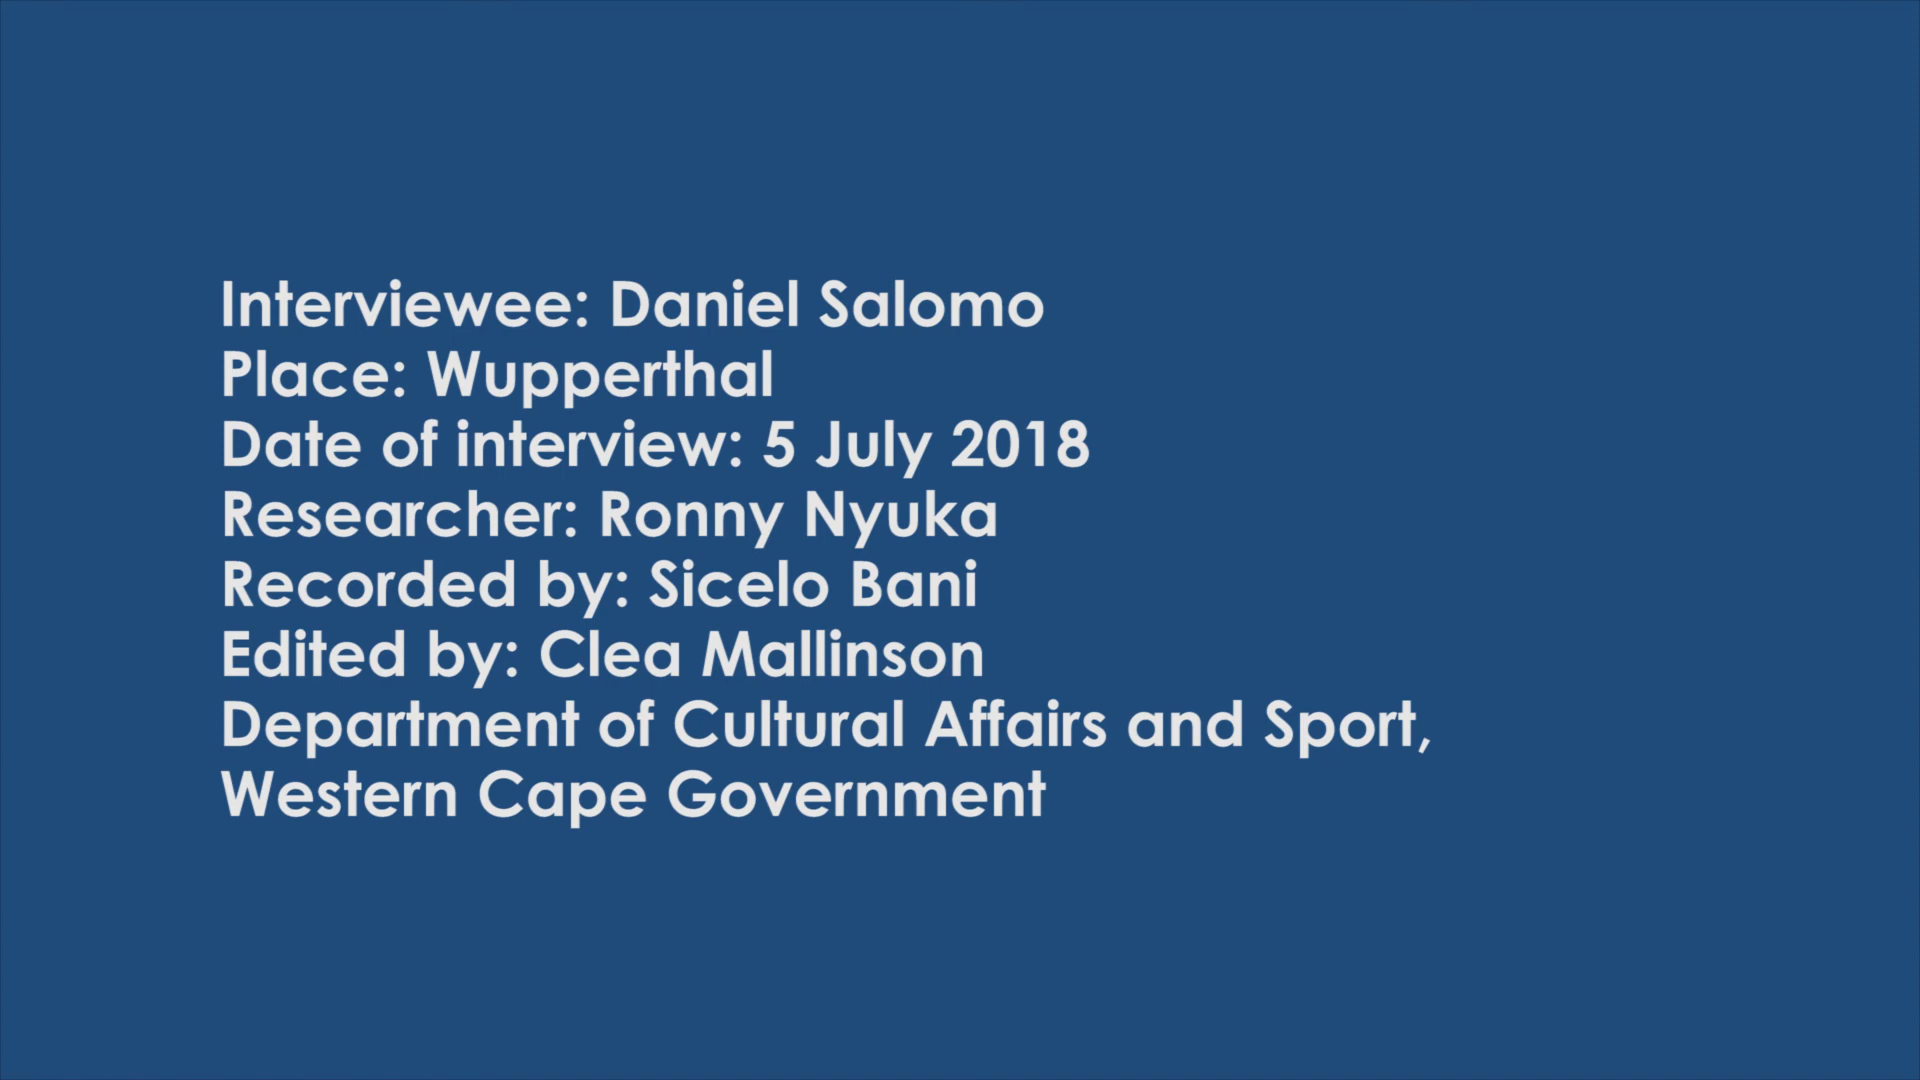 Interviewee: Daniel Salomo
Place: Wupperthal
Date of interview: 5 July 2018
Researcher: Ronny Nyuka
Recorded by: Sicelo Bani
Edited by: Clea Mallinson
Department of Cultural Affairs and Sport,
Western Cape Government